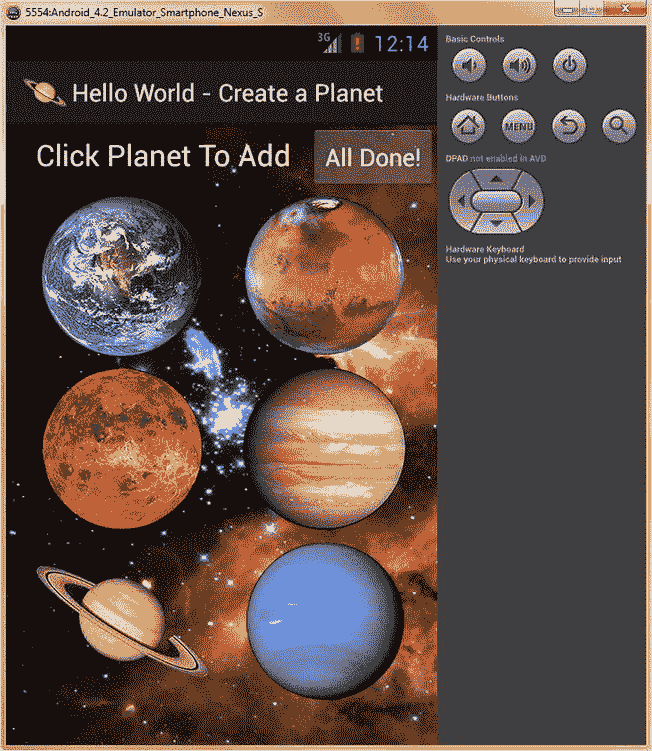 5554:Android_4.2_Emulator_Smartphone_Nexus_S
3G 12:14
Hello World - Create a Planet
Click Planet To Add
All Done!
Basic Controls
Hardware Buttons
MENU
DPAD not enabled in AVD
Hardware Keyboard
Use your physical keyboard to provide input